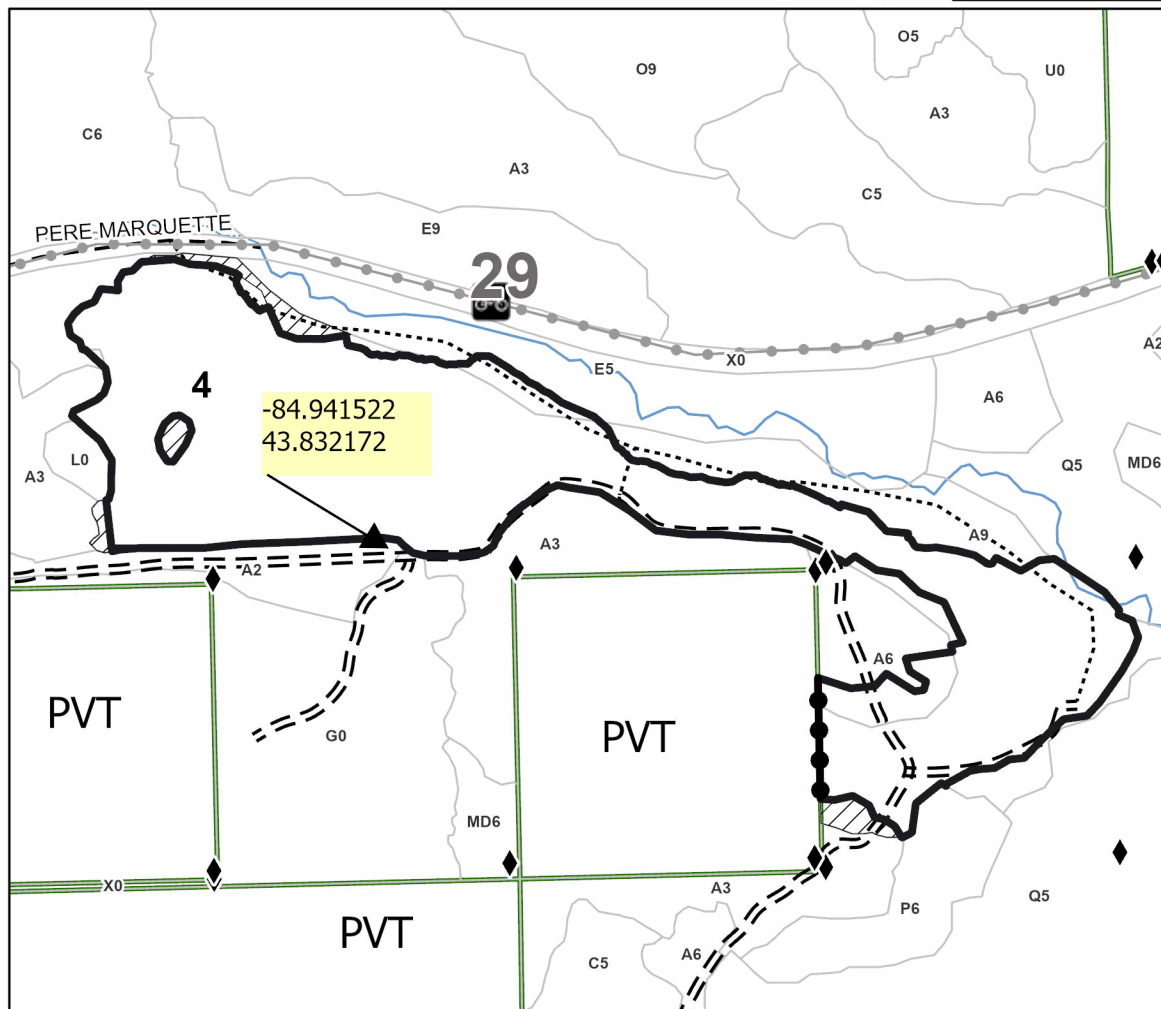 O5
O9
U0
A3
C6
A3
C5
PERE MARQUETTE
E9
29
A2
X0
E5
4
A6
-84.941522
43.832172
L0
A3
Q5
MD6
A9
A3
A2
A6
PVT
G0
PVT
MD6
X0
A3
Q5
P6
PVT
A6
C5